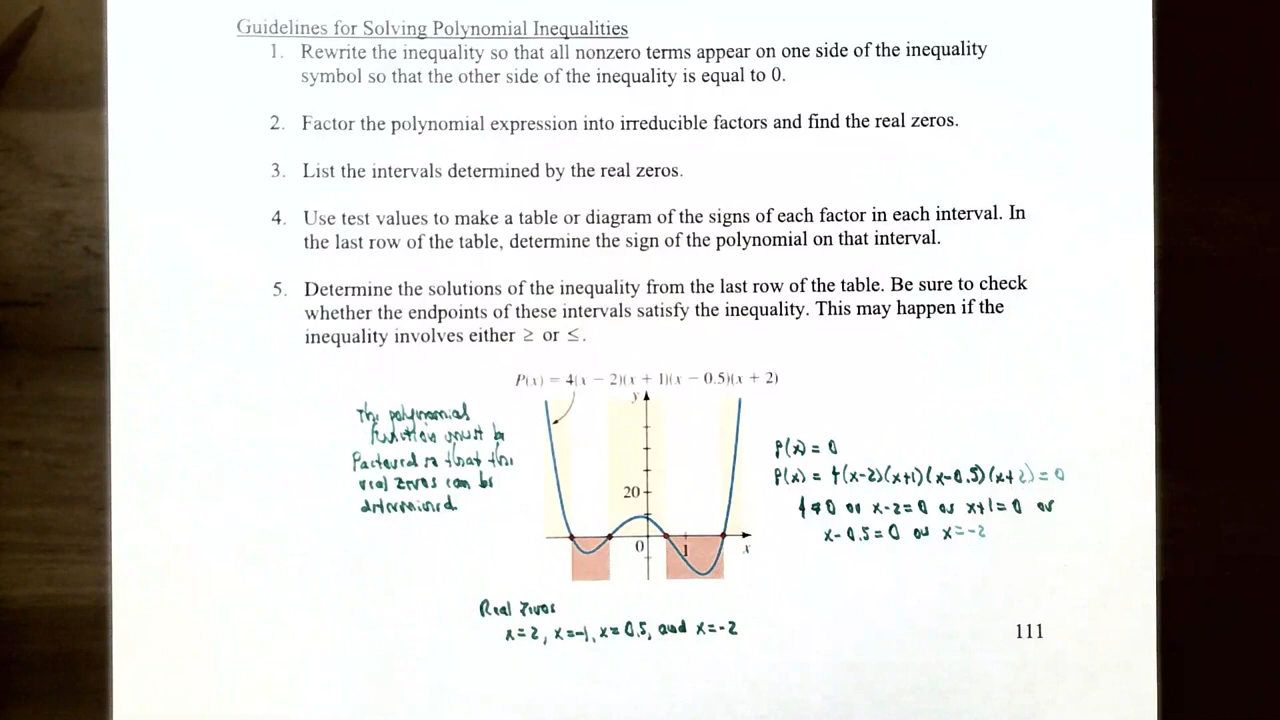 Guidelines for Solving Polynomial Inequalities
1. Rewrite the inequality so that all nonzero terms appear on one side of the inequality
symbol so that the other side of the inequality is equal to 0.
2. Factor the polynomial expression into irreducible factors and find the real zeros.
3. List the intervals determined by the real zeros.
4. Use test values to make a table or diagram of the signs of each factor in each interval. In
the last row of the table, determine the sign of the polynomial on that interval.
5. Determine the solutions of the inequality from the last row of the table. Be sure to check
whether the endpoints of these intervals satisfy the inequality. This may happen if the
inequality involves either ≥ or ≤.
P(x) = 4(x − 2)(x + 1)(x − 0.5)(x + 2)
y
The polynomial
function must be
factored so that the
real zeros can be
determined.
20
0
1
x
P(x) = 0
P(x) = 4(x-2)(x+1)(x-0.5)(x+2) = 0
4≠0 or x-2=0 or x+1=0 or
x-0.5=0 or x=-2
Real zeros
x=2, x=-1, x=0.5, and x=-2
111